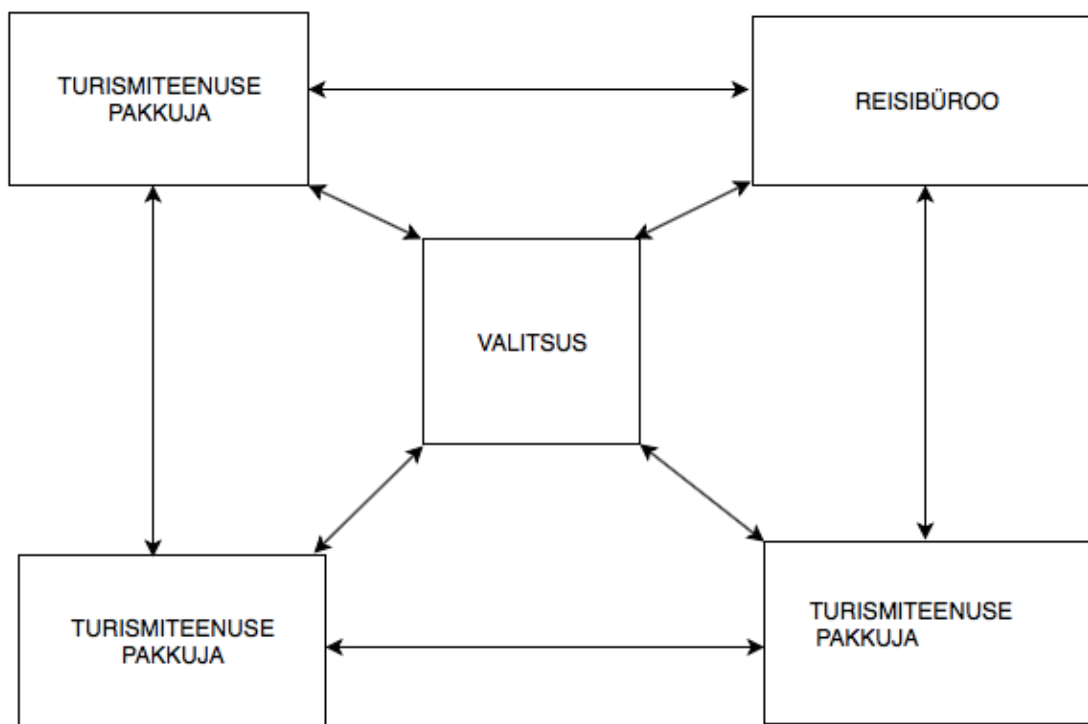 TURISMITEENUSE
PAKKUJA
REISIBÜROO
VALITSUS
TURISMITEENUSE
PAKKUJA
TURISMITEENUSE
PAKKUJA